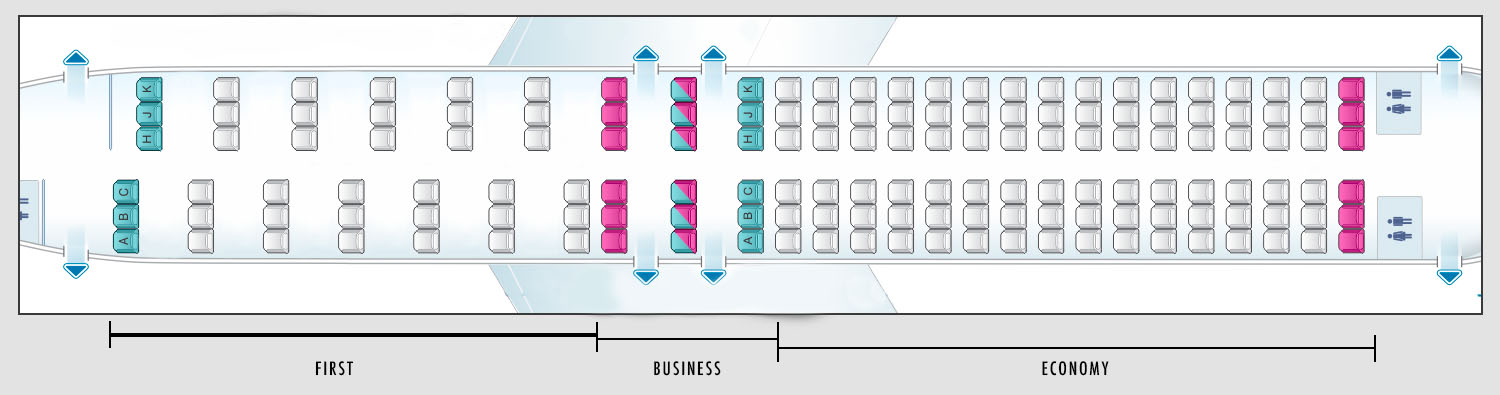 K K
J J
H H
C C
B B
A A
FIRST BUSINESS ECONOMY